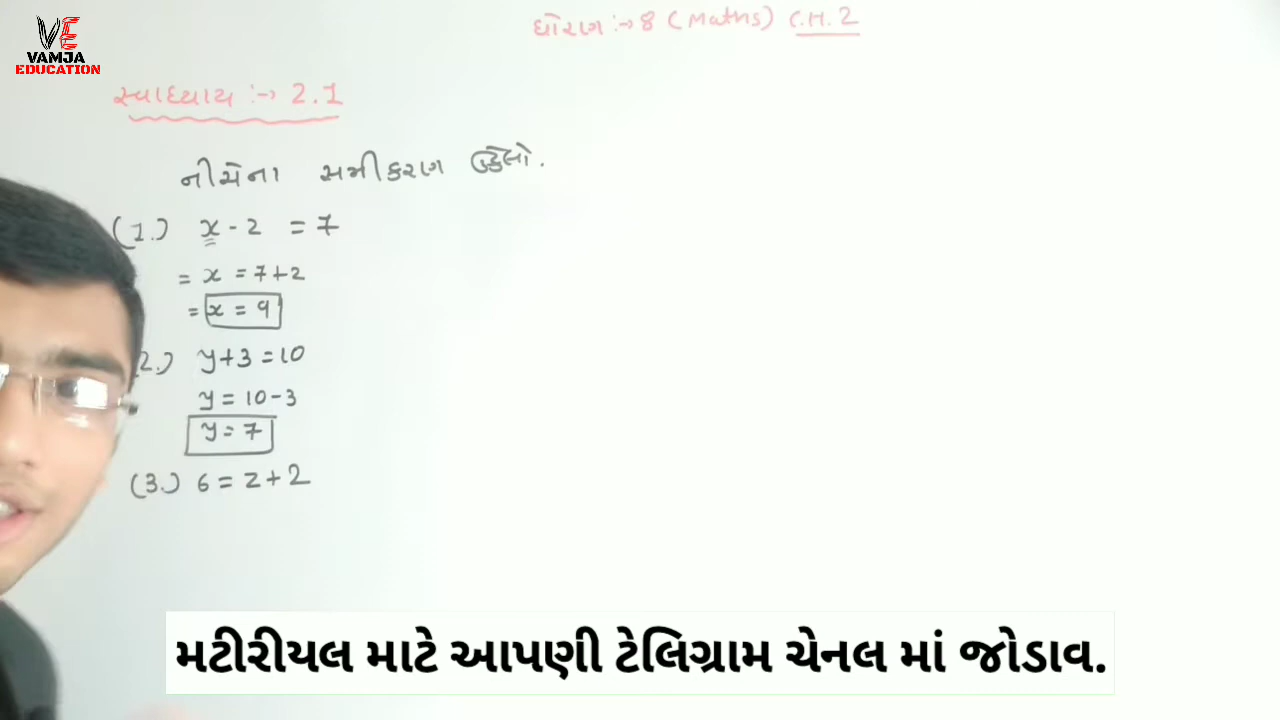 VE
VAMJA
EDUCATION
ધોરણ :-> 8 (Maths) C.H. 2
સ્વાધ્યાય :-> 2.1
નીચેના સમીકરણ ઉકેલો.
(1.) x - 2 = 7
= x = 7+2
= x = 9
2.) y+3 =10
y = 10-3
y = 7
(3.) 6 = z + 2
મટીરીયલ માટે આપણી ટેલિગ્રામ ચેનલ માં જોડાવ.